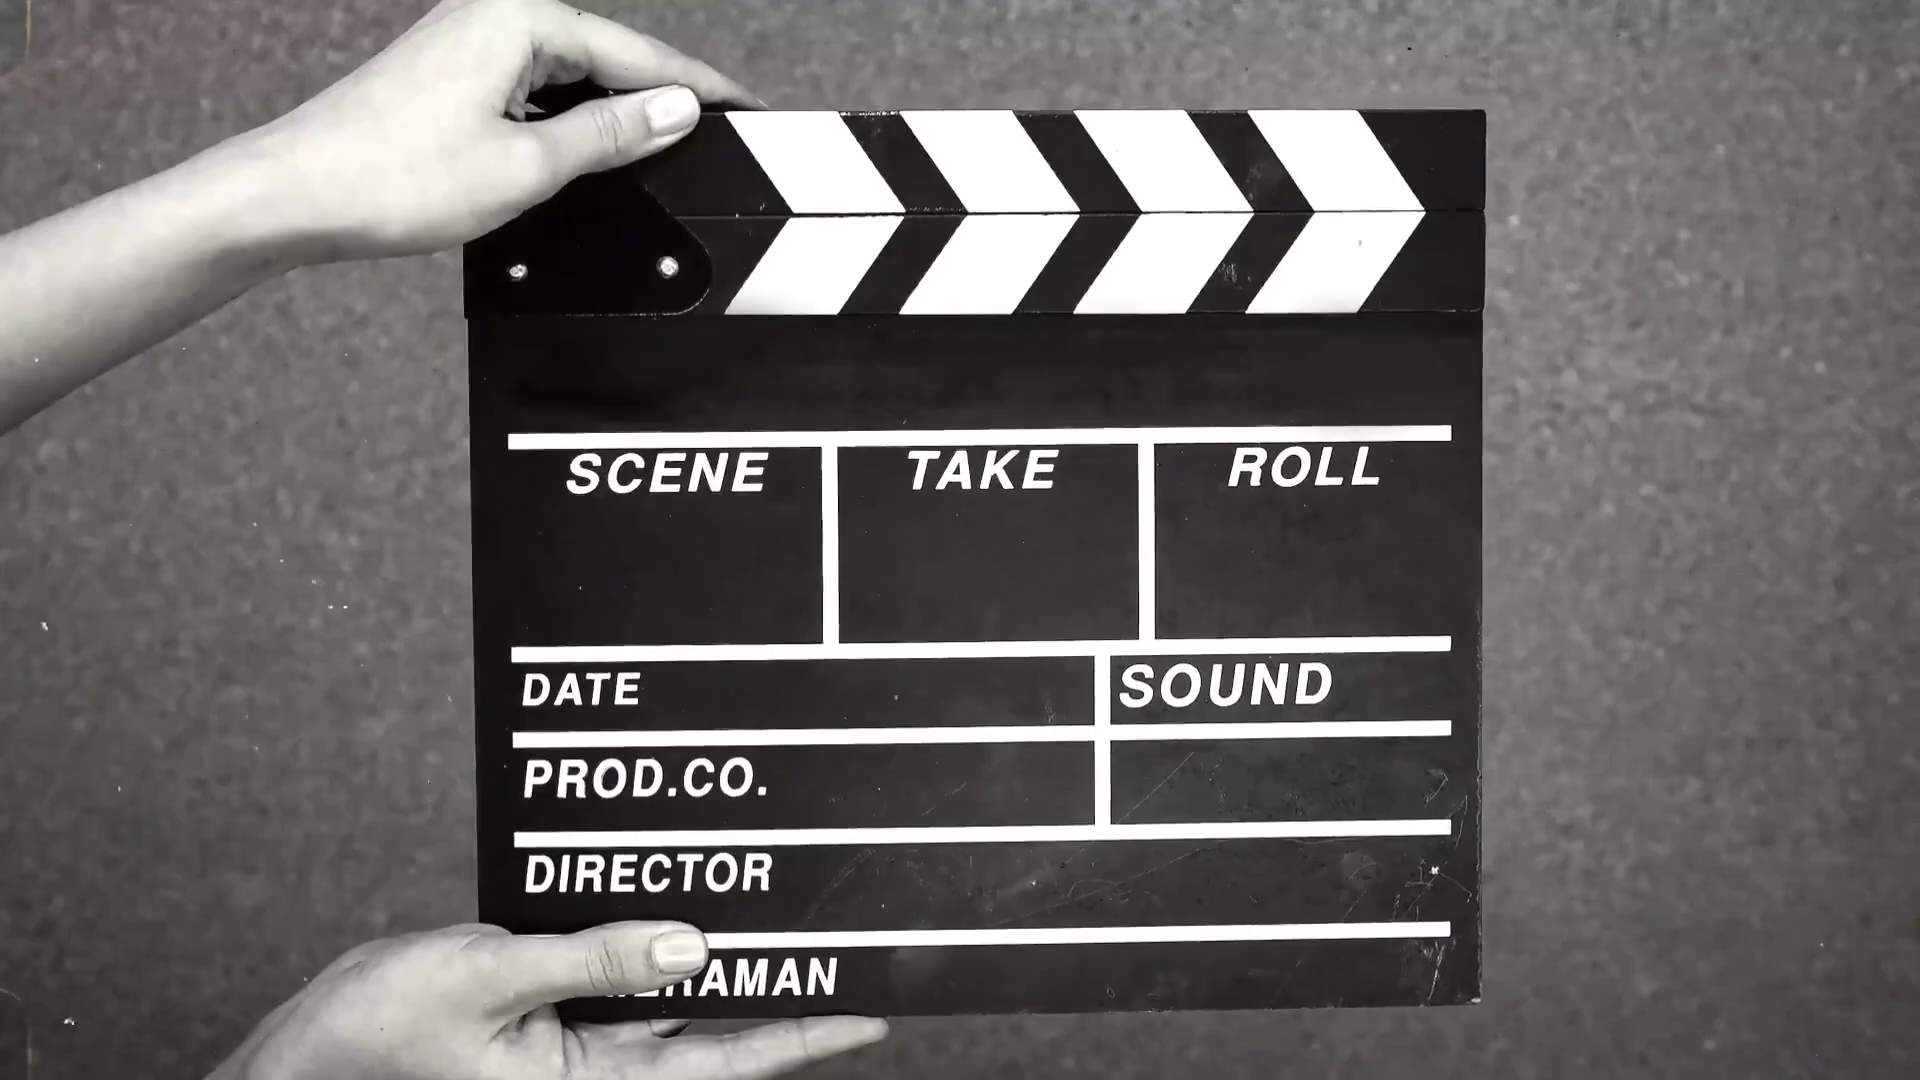 SCENE TAKE ROLL
DATE SOUND
PROD.CO.
DIRECTOR